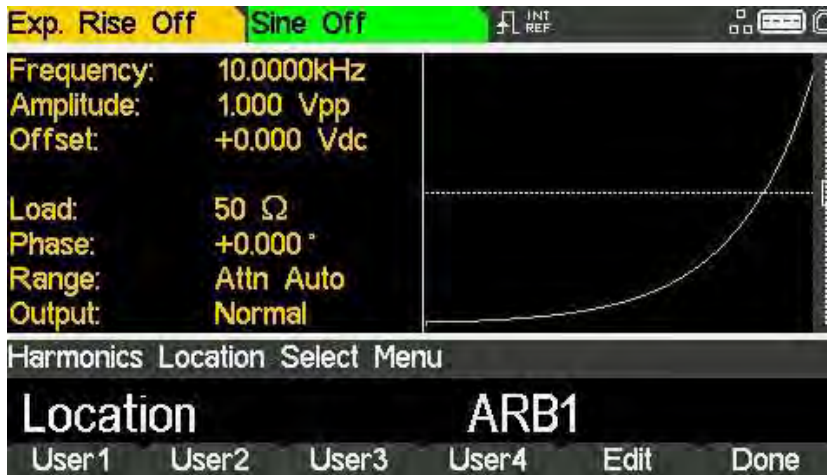 Exp. Rise Off Sine Off INT REF
Frequency: 10.0000kHz
Amplitude: 1.000 Vpp
Offset: +0.000 Vdc
Load: 50 Ω
Phase: +0.000 °
Range: Attn Auto
Output: Normal
Harmonics Location Select Menu
Location ARB1
User1 User2 User3 User4 Edit Done